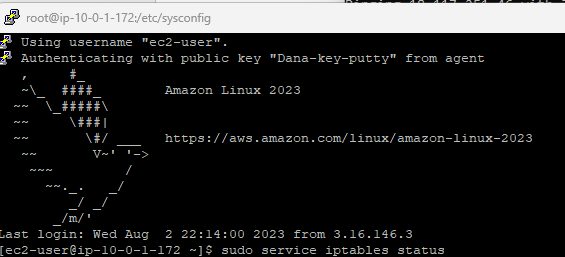 root@ip-10-0-1-172:/etc/sysconfig
Using username "ec2-user".
Authenticating with public key "Dana-key-putty" from agent
   ,     #_
   ~\_  ####_        Amazon Linux 2023
  ~~  \_#####\
  ~~     \###|
  ~~       \#/ ___   https://aws.amazon.com/linux/amazon-linux-2023
   ~~       V~' '->
    ~~~         /
      ~~._.   _/
         _/ _/
       _/m/'
Last login: Wed Aug  2 22:14:00 2023 from 3.16.146.3
[ec2-user@ip-10-0-1-172 ~]$ sudo service iptables status